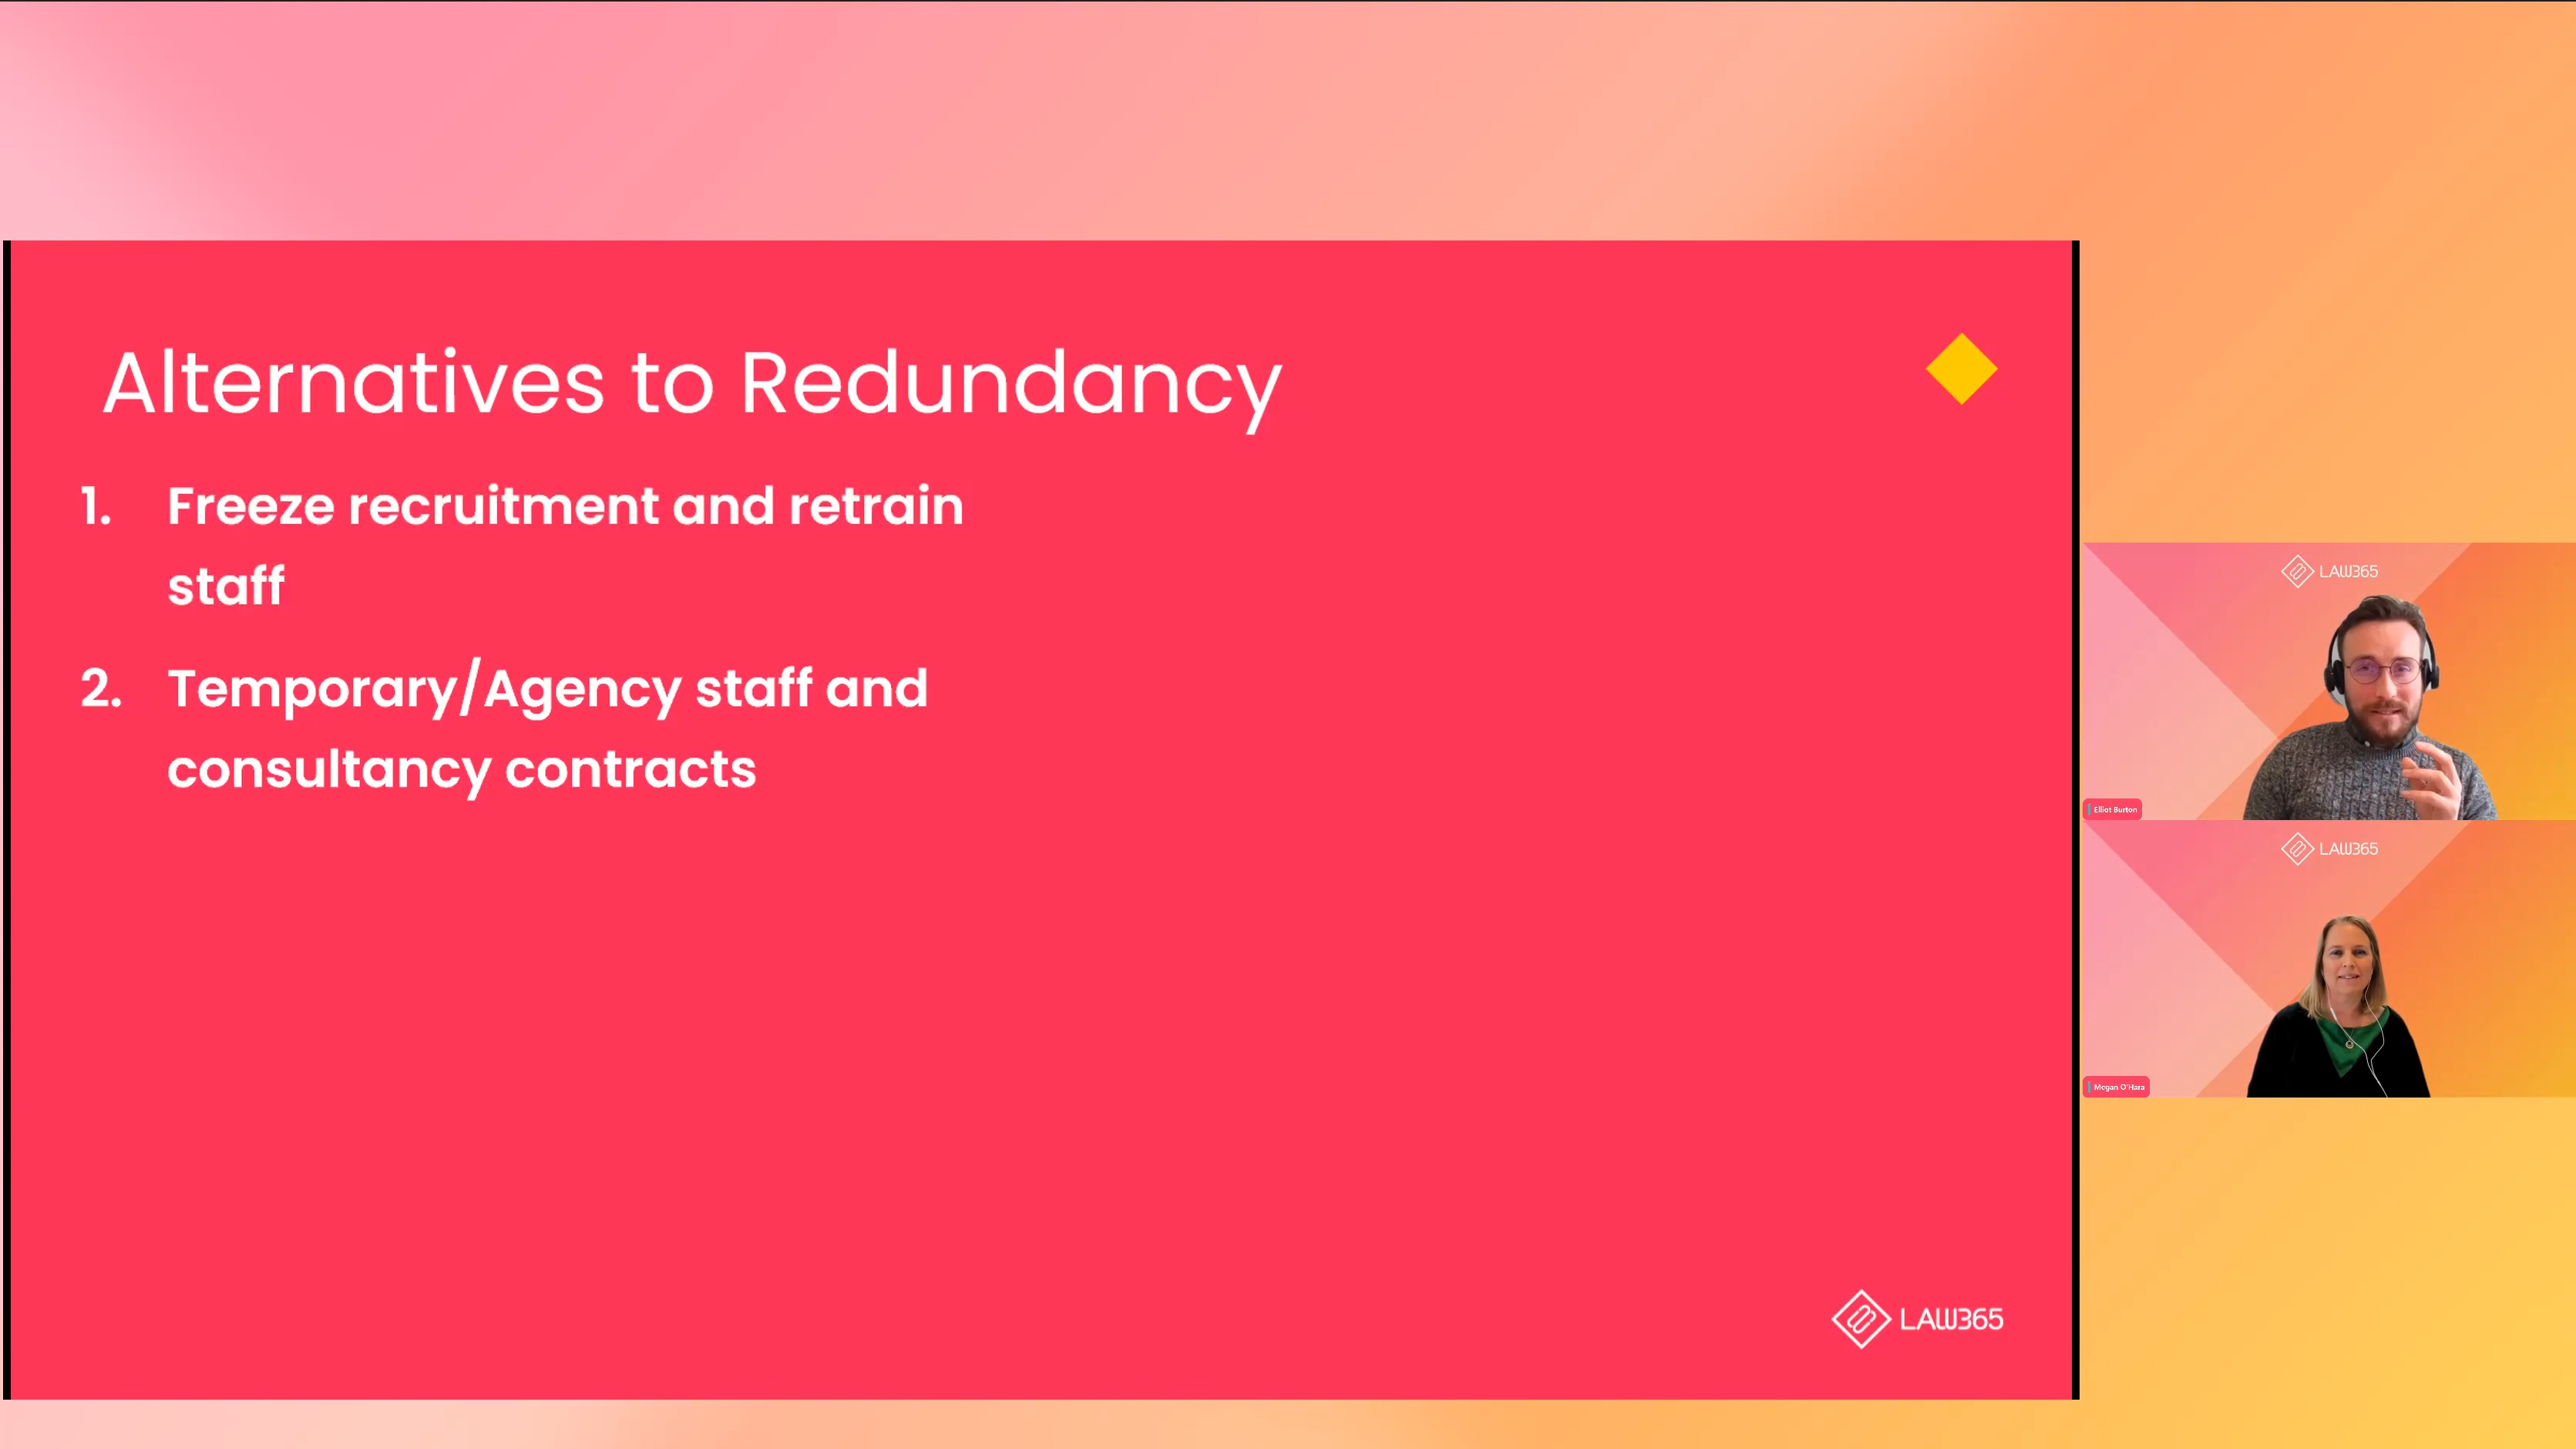 Alternatives to Redundancy
1. Freeze recruitment and retrain
staff
2. Temporary/Agency staff and
consultancy contracts
LAW365
LAW365
Elliot Burton
LAW365
Megan O'Hara